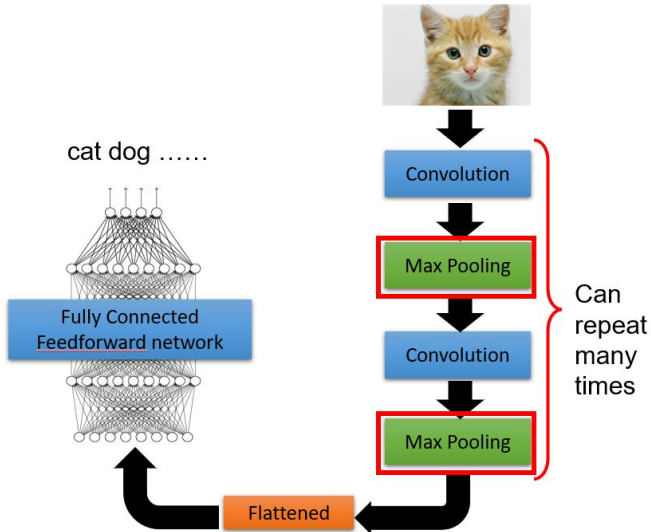 cat dog ……
Convolution
Max Pooling
Convolution
Max Pooling
Can
repeat
many
times
Flattened
Fully Connected
Feedforward network